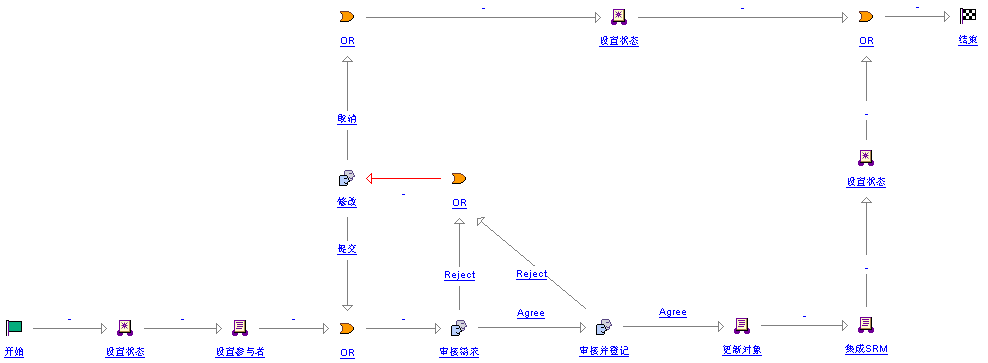 OR
-
设置状态
-
OR
-
结束
取消
-
设置状态
修改
-
OR
提交
Reject
Reject
-
开始
-
设置状态
-
设置参与者
-
OR
-
审核
Agree
审核并登记
Agree
更新对象
-
集成SRM